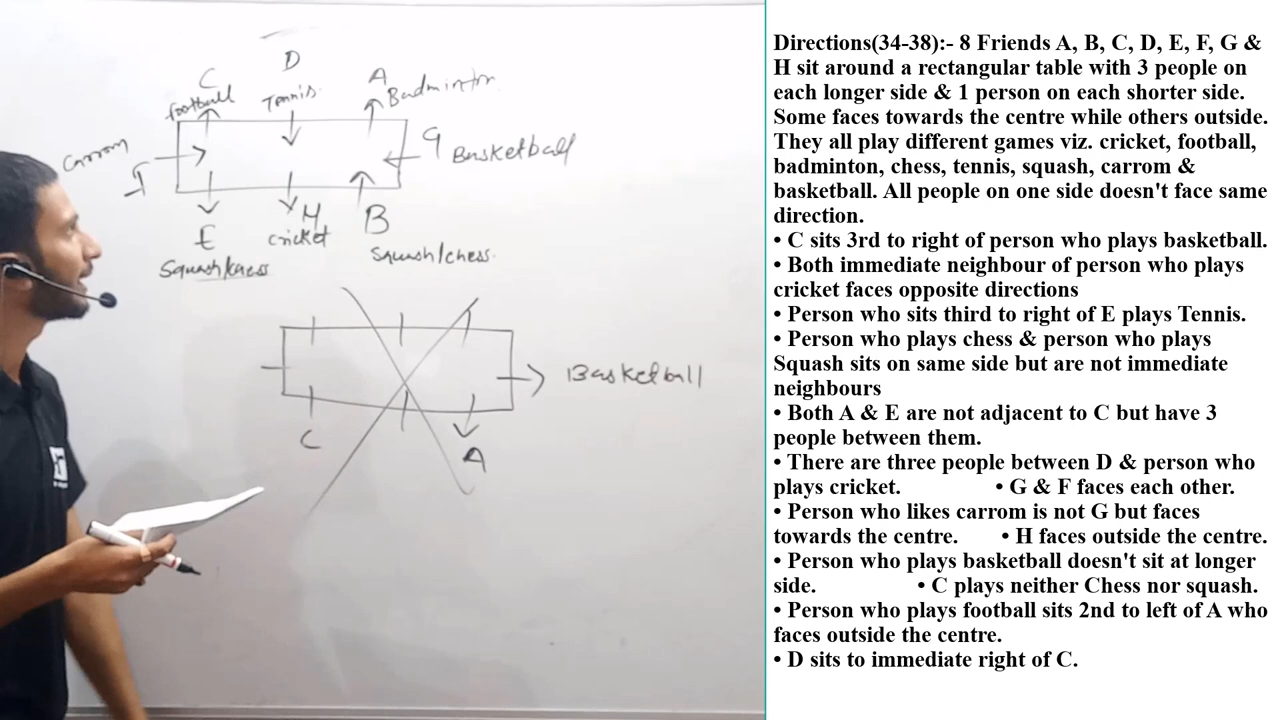 D
C
A
football
Tennis.
Badminton
Carrom
G
Basketball
E
H
B
cricket
Squash/chess
Squash/chess.
Basketball
C
A
Directions(34-38):- 8 Friends A, B, C, D, E, F, G &
H sit around a rectangular table with 3 people on
each longer side & 1 person on each shorter side.
Some faces towards the centre while others outside.
They all play different games viz. cricket, football,
badminton, chess, tennis, squash, carrom &
basketball. All people on one side doesn't face same
direction.
• C sits 3rd to right of person who plays basketball.
• Both immediate neighbour of person who plays
cricket faces opposite directions
• Person who sits third to right of E plays Tennis.
• Person who plays chess & person who plays
Squash sits on same side but are not immediate
neighbours
• Both A & E are not adjacent to C but have 3
people between them.
• There are three people between D & person who
plays cricket. • G & F faces each other.
• Person who likes carrom is not G but faces
towards the centre. • H faces outside the centre.
• Person who plays basketball doesn't sit at longer
side. • C plays neither Chess nor squash.
• Person who plays football sits 2nd to left of A who
faces outside the centre.
• D sits to immediate right of C.